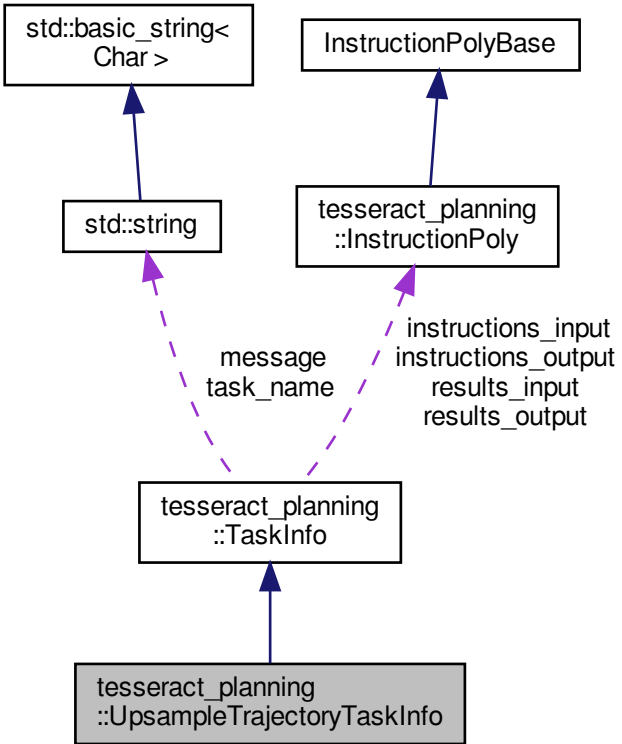 std::basic_string<
Char >
InstructionPolyBase
std::string
tesseract_planning
::InstructionPoly
message
task_name
instructions_input
instructions_output
results_input
results_output
tesseract_planning
::TaskInfo
tesseract_planning
::UpsampleTrajectoryTaskInfo